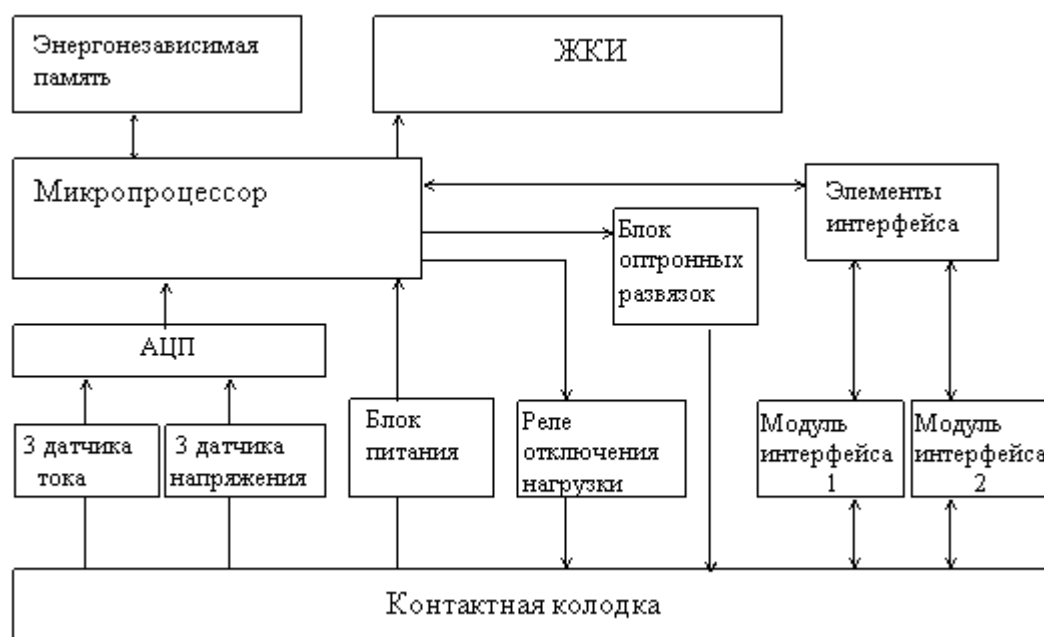 Энергонезависимая
память
ЖКИ
Микропроцессор
Элементы
интерфейса
Блок
оптронных
развязок
АЦП
3 датчика
тока
3 датчика
напряжения
Блок
питания
Реле
отключения
нагрузки
Модуль
интерфейса
1
Модуль
интерфейса
2
Контактная колодка